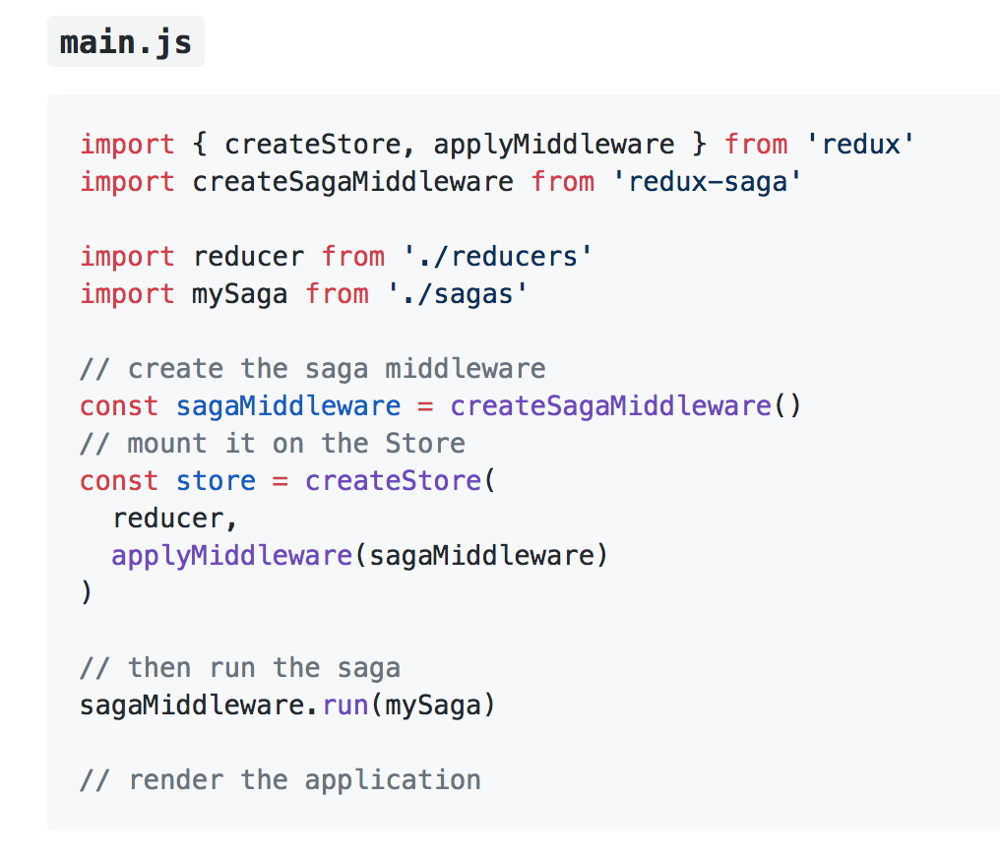 main.js
import { createStore, applyMiddleware } from 'redux'
import createSagaMiddleware from 'redux-saga'
import reducer from './reducers'
import mySaga from './sagas'
// create the saga middleware
const sagaMiddleware = createSagaMiddleware()
// mount it on the Store
const store = createStore(
  reducer,
  applyMiddleware(sagaMiddleware)
)
// then run the saga
sagaMiddleware.run(mySaga)
// render the application